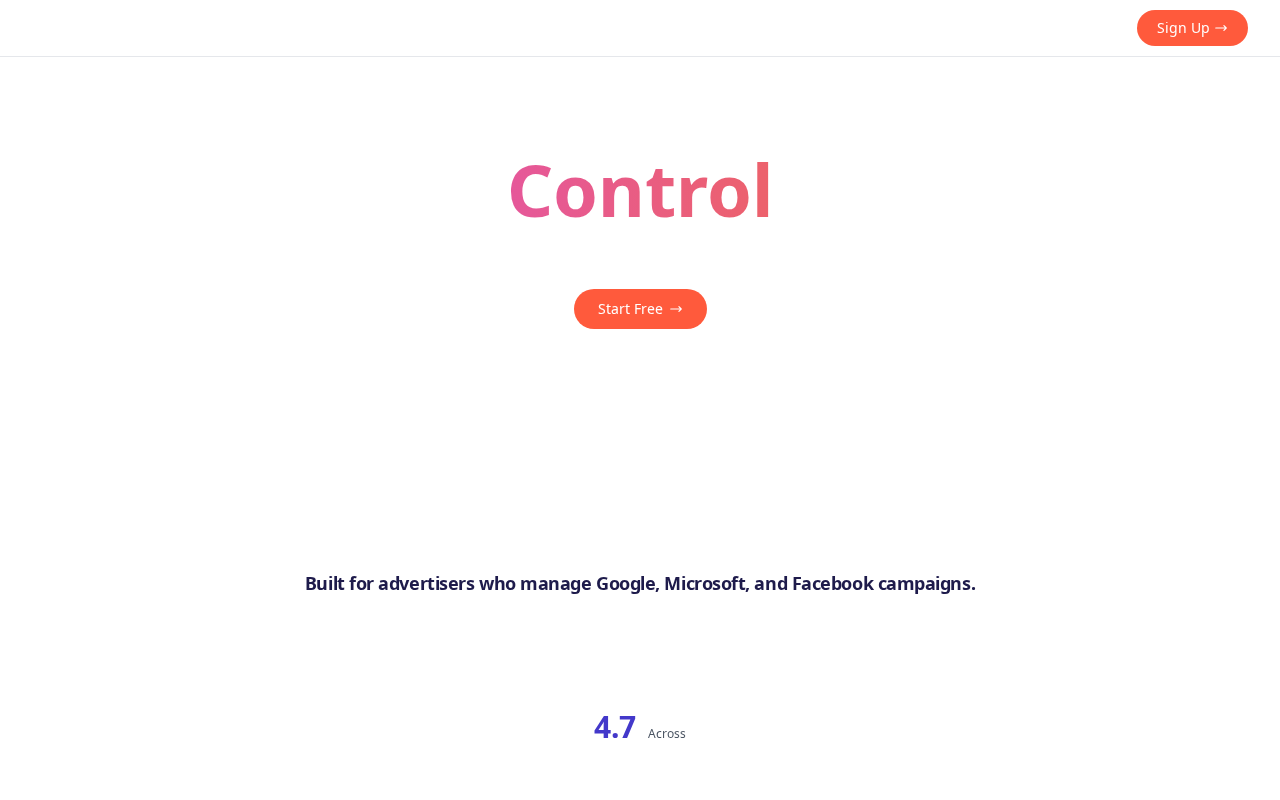 Sign Up →
Control
Start Free →
Built for advertisers who manage Google, Microsoft, and Facebook campaigns.
4.7 Across